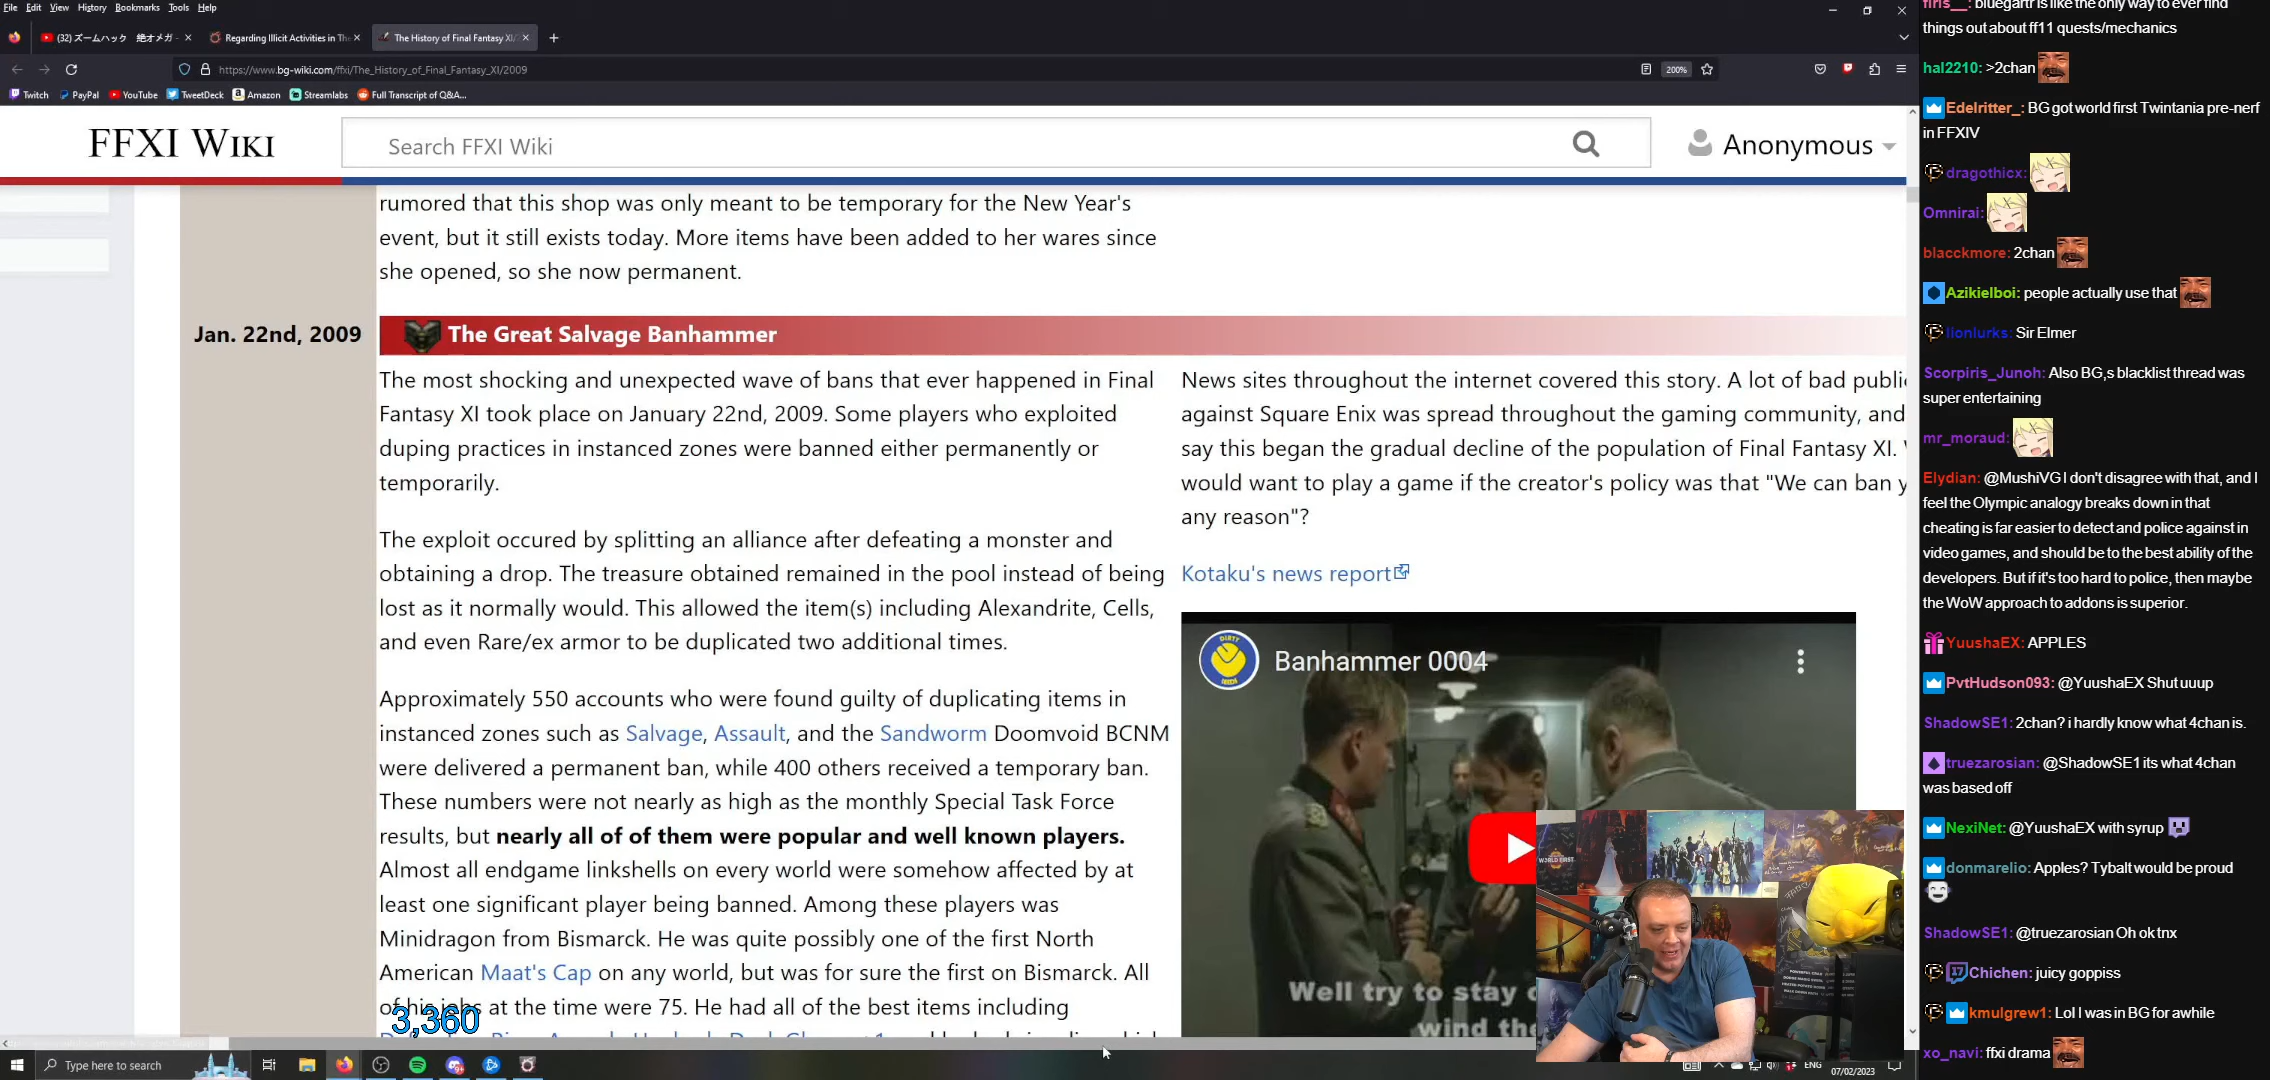 File Edit View History Bookmarks Tools Help
(32) ズームハック 絶オメガ -
Regarding Illicit Activities in The
The History of Final Fantasy XI/
https://www.bg-wiki.com/ffxi/The_History_of_Final_Fantasy_XI/2009
200%
Twitch PayPal YouTube TweetDeck Amazon Streamlabs Full Transcript of Q&A...
FFXI Wiki
Search FFXI Wiki
Anonymous
rumored that this shop was only meant to be temporary for the New Year's
event, but it still exists today. More items have been added to her wares since
she opened, so she now permanent.
Jan. 22nd, 2009
The Great Salvage Banhammer
The most shocking and unexpected wave of bans that ever happened in Final
Fantasy XI took place on January 22nd, 2009. Some players who exploited
duping practices in instanced zones were banned either permanently or
temporarily.
The exploit occured by splitting an alliance after defeating a monster and
obtaining a drop. The treasure obtained remained in the pool instead of being
lost as it normally would. This allowed the item(s) including Alexandrite, Cells,
and even Rare/ex armor to be duplicated two additional times.
Approximately 550 accounts who were found guilty of duplicating items in
instanced zones such as Salvage, Assault, and the Sandworm Doomvoid BCNM
were delivered a permanent ban, while 400 others received a temporary ban.
These numbers were not nearly as high as the monthly Special Task Force
results, but nearly all of of them were popular and well known players.
Almost all endgame linkshells on every world were somehow affected by at
least one significant player being banned. Among these players was
Minidragon from Bismarck. He was quite possibly one of the first North
American Maat's Cap on any world, but was for sure the first on Bismarck. All
of his jobs at the time were 75. He had all of the best items including
3,360
News sites throughout the internet covered this story. A lot of bad public
against Square Enix was spread throughout the gaming community, and
say this began the gradual decline of the population of Final Fantasy XI.
would want to play a game if the creator's policy was that "We can ban y
any reason"?
Kotaku's news report
Banhammer 0004
Well try to stay
wind the
WORLD FIRST
firis__: bluegartr is like the only way to ever find
things out about ff11 quests/mechanics
hal2210: >2chan
Edelritter_: BG got world first Twintania pre-nerf
in FFXIV
dragothicx:
Omnirai:
blacckmore: 2chan
Azikielboi: people actually use that
lionlurks: Sir Elmer
Scorpiris_Junoh: Also BG,s blacklist thread was
super entertaining
mr_moraud:
Elydian: @MushiVG I don't disagree with that, and I
feel the Olympic analogy breaks down in that
cheating is far easier to detect and police against in
video games, and should be to the best ability of the
developers. But if it's too hard to police, then maybe
the WoW approach to addons is superior.
YuushaEX: APPLES
PvtHudson093: @YuushaEX Shut uuup
ShadowSE1: 2chan? i hardly know what 4chan is.
truezarosian: @ShadowSE1 its what 4chan
was based off
NexiNet: @YuushaEX with syrup
donmarelio: Apples? Tybalt would be proud
ShadowSE1: @truezarosian Oh ok tnx
Chichen: juicy goppiss
kmulgrew1: Lol I was in BG for awhile
xo_navi: ffxi drama
Type here to search
ENG
07/02/2023